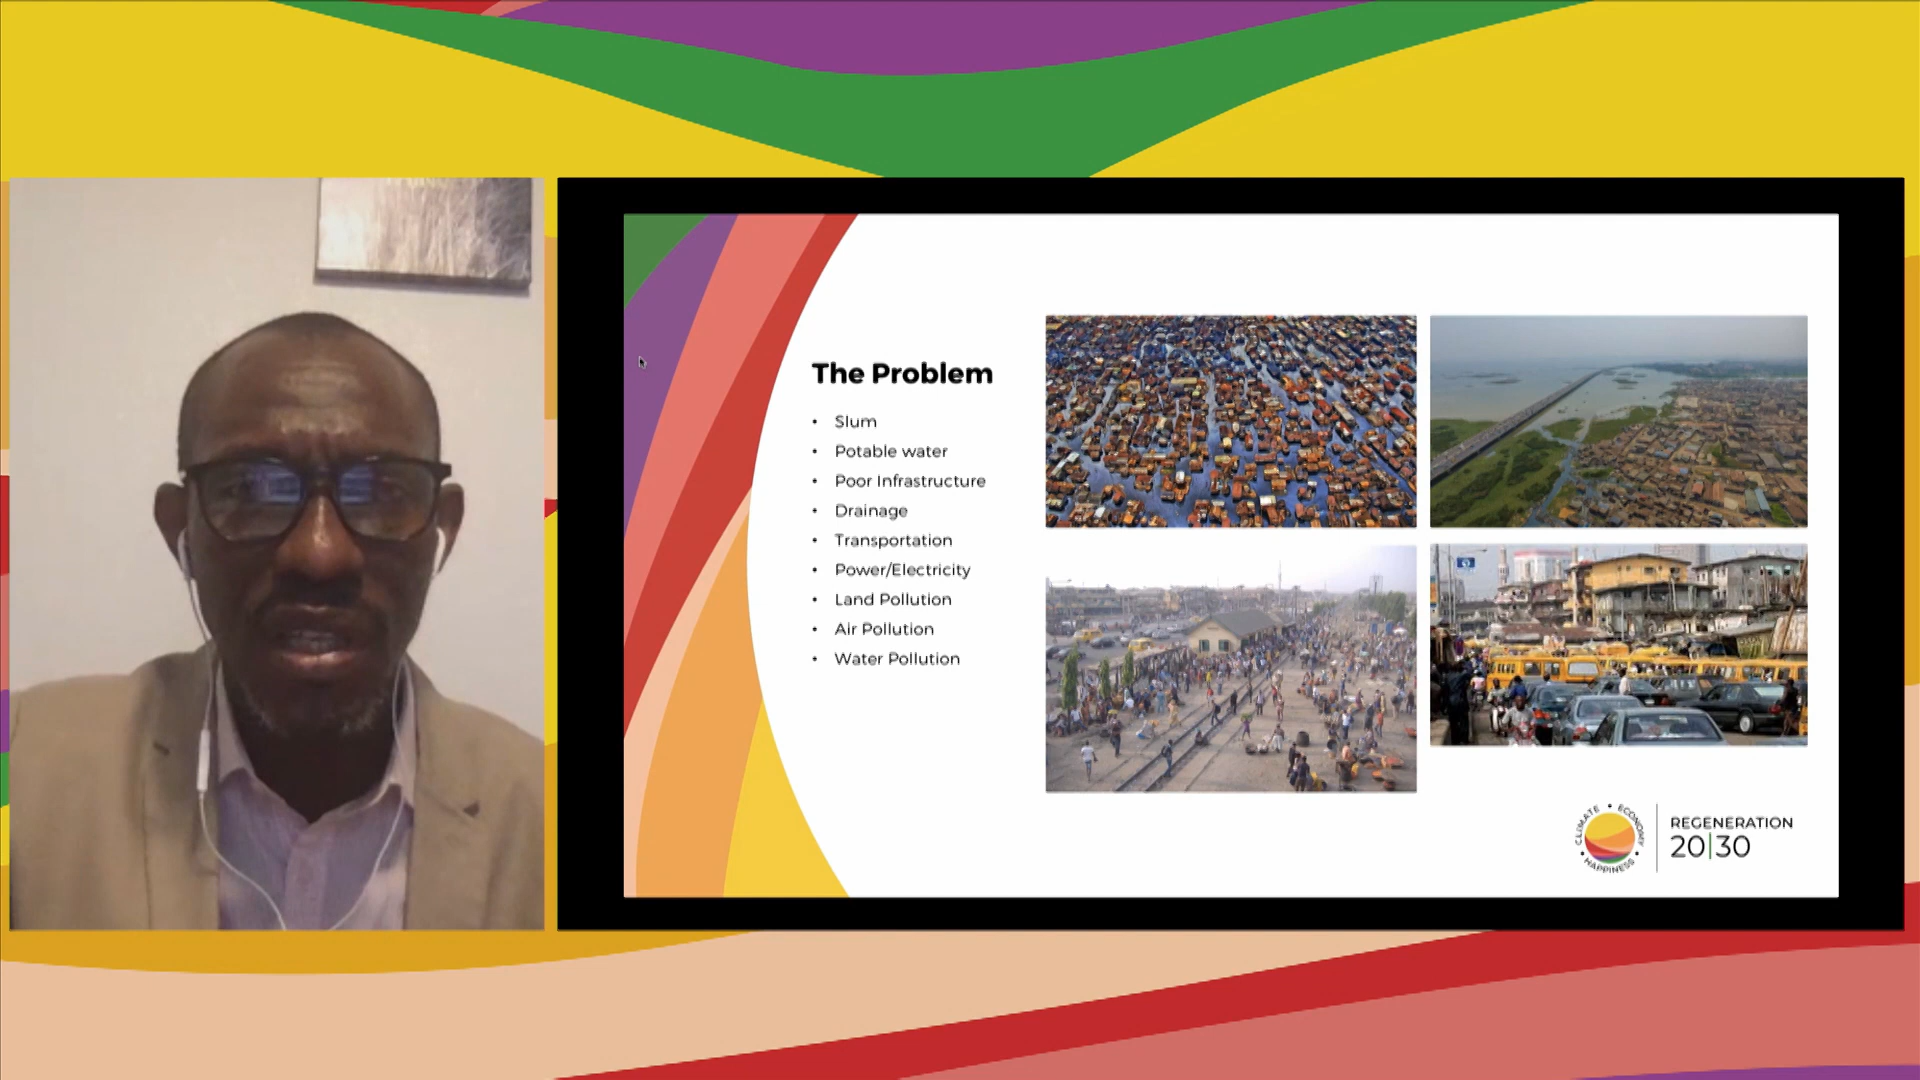 The Problem
• Slum
• Potable water
• Poor Infrastructure
• Drainage
• Transportation
• Power/Electricity
• Land Pollution
• Air Pollution
• Water Pollution
CLIMATE • ECONOMY • HAPPINESS •
REGENERATION
20|30